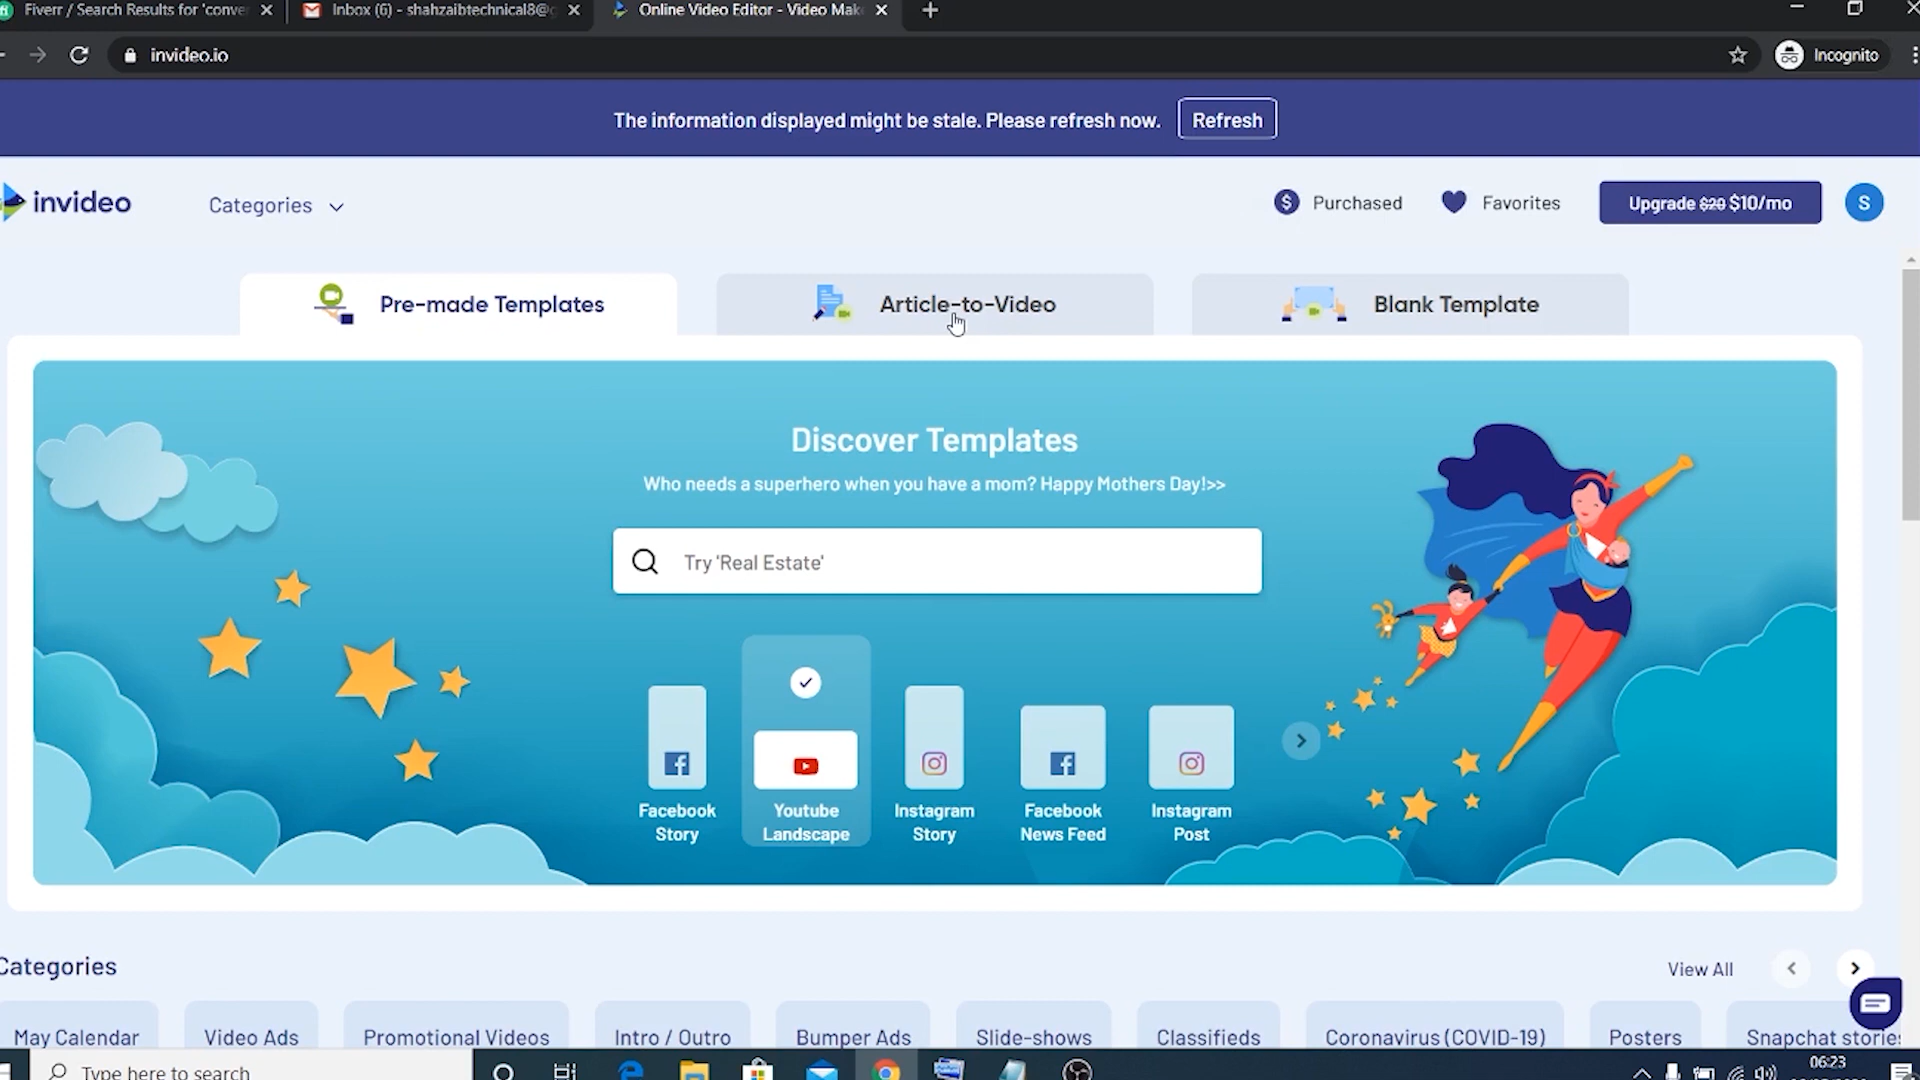 Fiverr / Search Results for 'conver
Inbox (6) - shahzaibtechnical8@g
Online Video Editor - Video Make
invideo.io
Incognito
The information displayed might be stale. Please refresh now.
Refresh
invideo
Categories
Purchased
Favorites
Upgrade $20 $10/mo
S
Pre-made Templates
Article-to-Video
Blank Template
Discover Templates
Who needs a superhero when you have a mom? Happy Mothers Day!>>
Try 'Real Estate'
Facebook Story
Youtube Landscape
Instagram Story
Facebook News Feed
Instagram Post
Categories
View All
May Calendar
Video Ads
Promotional Videos
Intro / Outro
Bumper Ads
Slide-shows
Classifieds
Coronavirus (COVID-19)
Posters
Snapchat stories
Type here to search
06:23